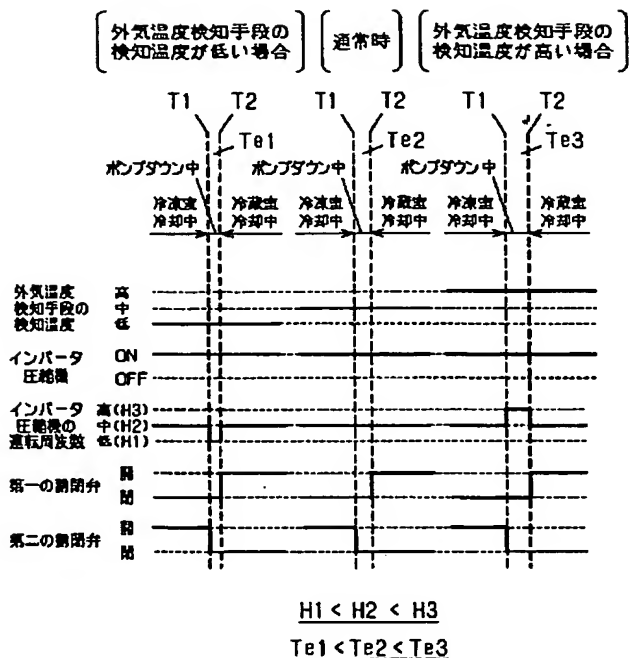 外気温度検知手段の
検知温度が低い場合
通常時
外気温度検知手段の
検知温度が高い場合
T1 T2 T1 T2 T1 T2
Te1 Te2 Te3
ポンプダウン中 ポンプダウン中 ポンプダウン中
冷凍室 冷蔵室 冷凍室 冷蔵室 冷凍室 冷蔵室
冷却中 冷却中 冷却中 冷却中 冷却中 冷却中
外気温度 高
検知手段の 中
検知温度 低
インバータ ON
圧縮機 OFF
インバータ 高(H3)
圧縮機の 中(H2)
運転周波数 低(H1)
第一の開閉弁 開
閉
第二の開閉弁 開
閉
H1 < H2 < H3
Te1 < Te2 < Te3